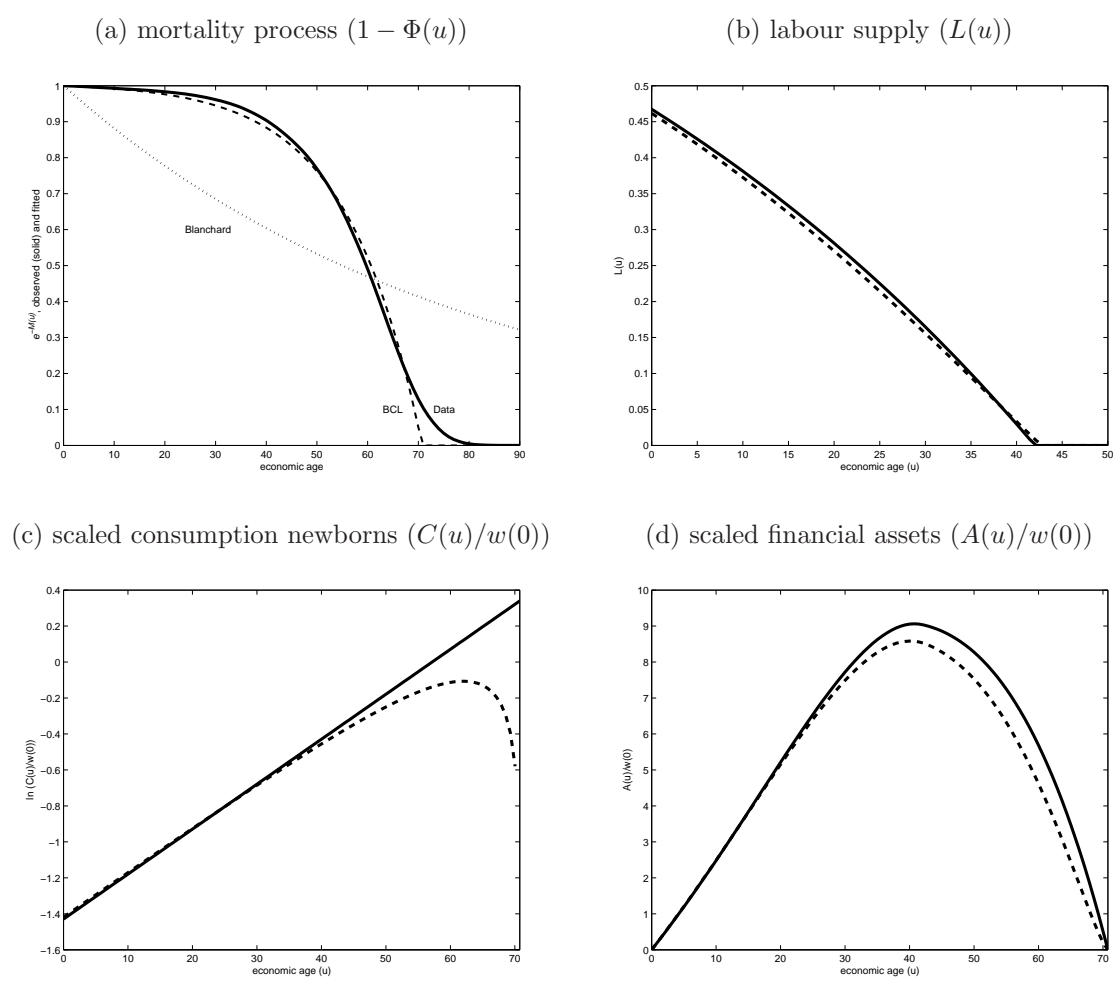 (a) mortality process (1 − Φ(u))
e^{−M(u)}, observed (solid) and fitted
1
0.9
0.8
0.7
0.6
0.5
0.4
0.3
0.2
0.1
0
Blanchard
BCL
Data
0 10 20 30 40 50 60 70 80 90
economic age
(b) labour supply (L(u))
L(u)
0.5
0.45
0.4
0.35
0.3
0.25
0.2
0.15
0.1
0.05
0
0 5 10 15 20 25 30 35 40 45 50
economic age (u)
(c) scaled consumption newborns (C(u)/w(0))
ln (C(u)/w(0))
0.4
0.2
0
−0.2
−0.4
−0.6
−0.8
−1
−1.2
−1.4
−1.6
0 10 20 30 40 50 60 70
economic age (u)
(d) scaled financial assets (A(u)/w(0))
A(u)/w(0)
10
9
8
7
6
5
4
3
2
1
0
0 10 20 30 40 50 60 70
economic age (u)